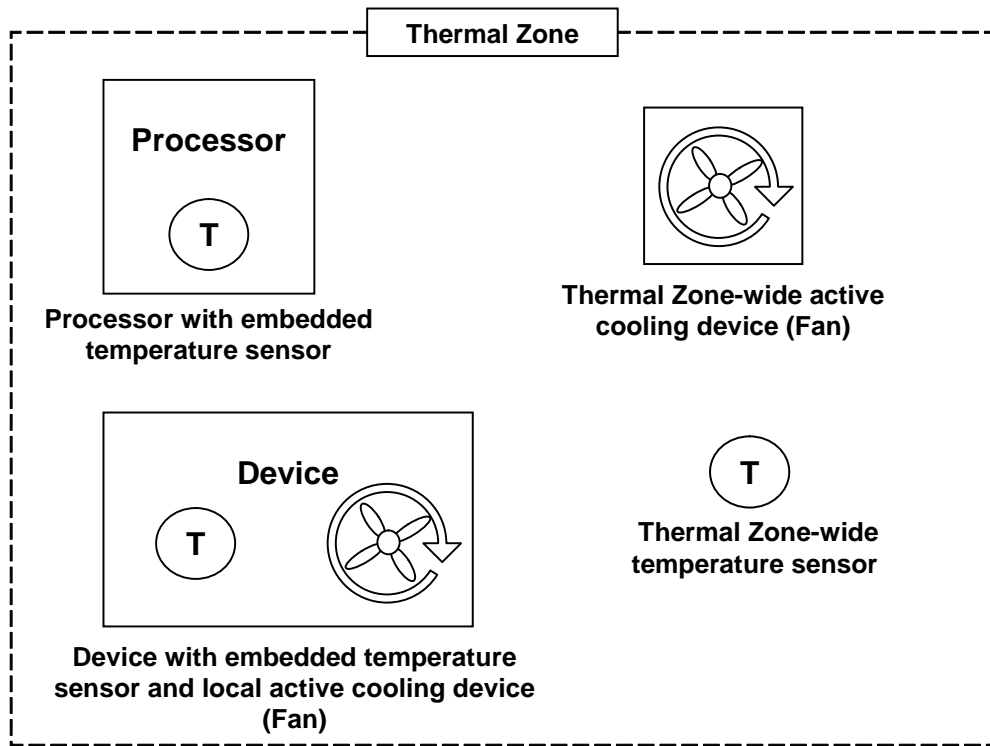 Thermal Zone
Processor
T
Processor with embedded
temperature sensor
Thermal Zone-wide active
cooling device (Fan)
Device
T
Device with embedded temperature
sensor and local active cooling device
(Fan)
T
Thermal Zone-wide
temperature sensor